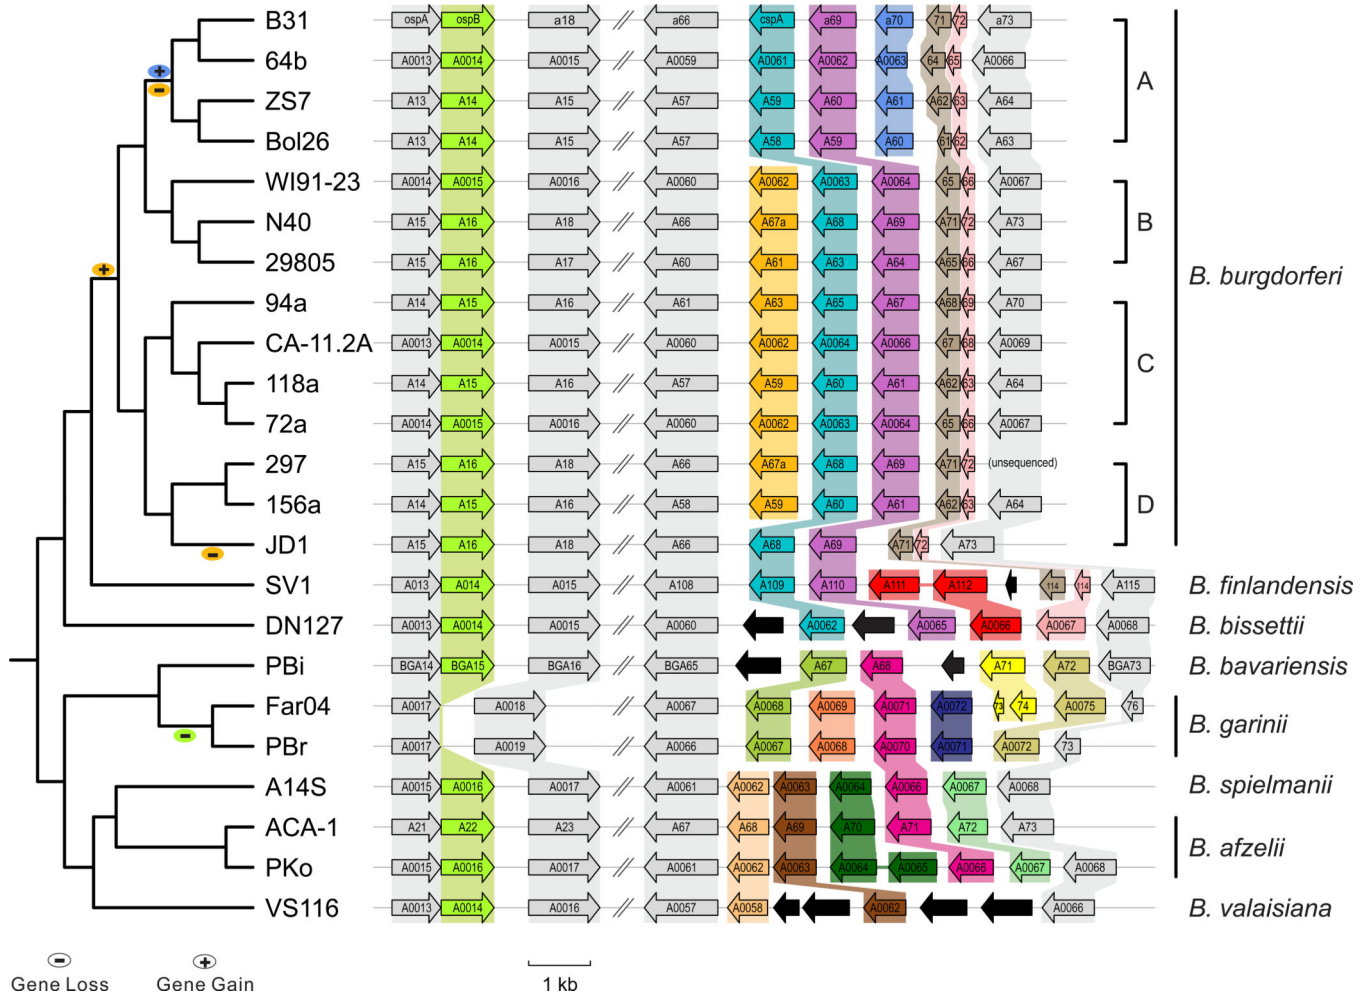 B31 ospA ospB a18 a66 cspA a69 a70 71 72 a73
64b A0013 A0014 A0015 A0059 A0061 A0062 A0063 64 65 A0066
A
ZS7 A13 A14 A15 A57 A59 A60 A61 A62 63 A64
Bol26 A13 A14 A15 A57 A58 A59 A60 61 62 A63
WI91-23 A0014 A0015 A0016 A0060 A0062 A0063 A0064 65 66 A0067
N40 A15 A16 A18 A66 A67a A68 A69 A71 72 A73 B
29805 A15 A16 A17 A60 A61 A63 A64 A65 66 A67
B. burgdorferi
94a A14 A15 A16 A61 A63 A65 A67 A68 69 A70
CA-11.2A A0013 A0014 A0015 A0060 A0062 A0064 A0066 67 68 A0069
C
118a A14 A15 A16 A57 A59 A60 A61 A62 63 A64
72a A0014 A0015 A0016 A0060 A0062 A0063 A0064 65 66 A0067
297 A15 A16 A18 A66 A67a A68 A69 A71 72 (unsequenced)
156a A14 A15 A16 A58 A59 A60 A61 A62 63 A64 D
JD1 A15 A16 A18 A66 A68 A69 A71 72 A73
SV1 A013 A014 A015 A108 A109 A110 A111 A112 114 114 A115 B. finlandensis
DN127 A0013 A0014 A0015 A0060 A0062 A0065 A0066 A0067 A0068 B. bissettii
PBi BGA14 BGA15 BGA16 BGA65 A67 A68 A71 A72 BGA73 B. bavariensis
Far04 A0017 A0018 A0067 A0068 A0069 A0071 A0072 73 74 A0075 76
B. garinii
PBr A0017 A0019 A0066 A0067 A0068 A0070 A0071 A0072 73
A14S A0015 A0016 A0017 A0061 A0062 A0063 A0064 A0066 A0067 A0068 B. spielmanii
ACA-1 A21 A22 A23 A67 A68 A69 A70 A71 A72 A73
B. afzelii
PKo A0015 A0016 A0017 A0061 A0062 A0063 A0064 A0065 A0066 A0067 A0068
VS116 A0013 A0014 A0016 A0057 A0058 A0062 A0066 B. valaisiana
Gene Loss Gene Gain 1 kb